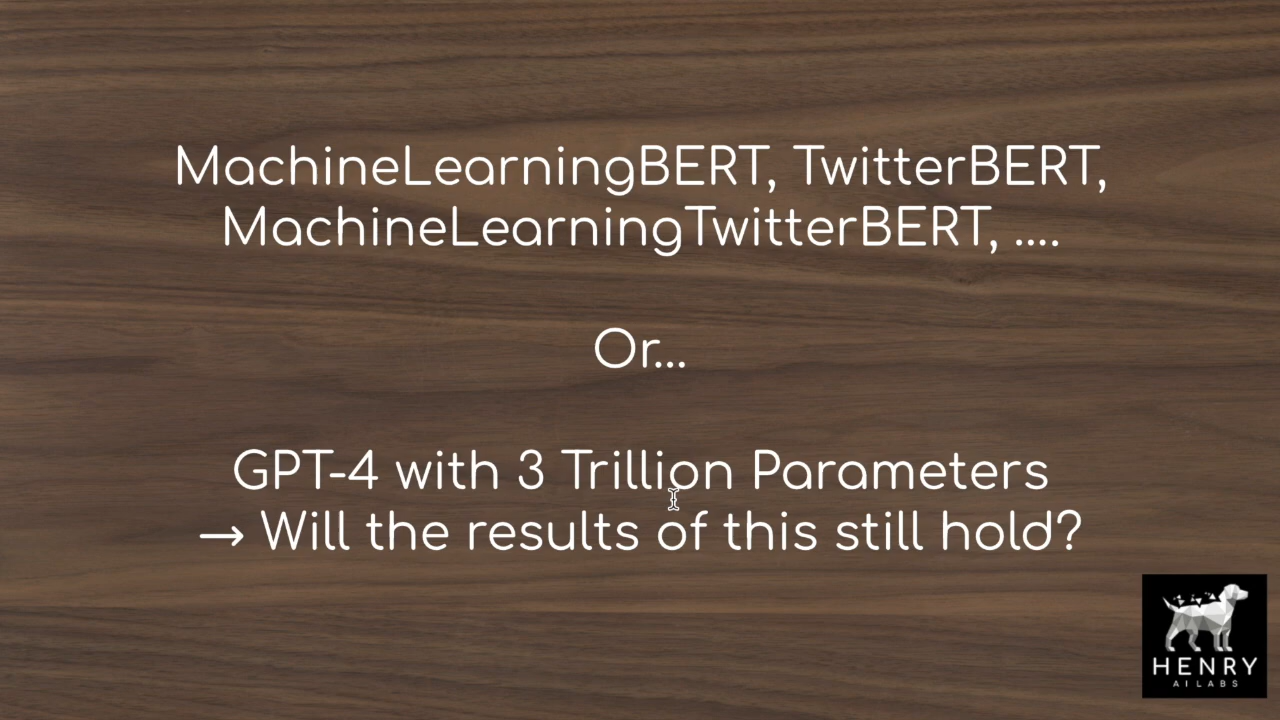 MachineLearningBERT, TwitterBERT,
MachineLearningTwitterBERT, ....
Or...
GPT-4 with 3 Trillion Parameters
→ Will the results of this still hold?
HENRY
AI LABS